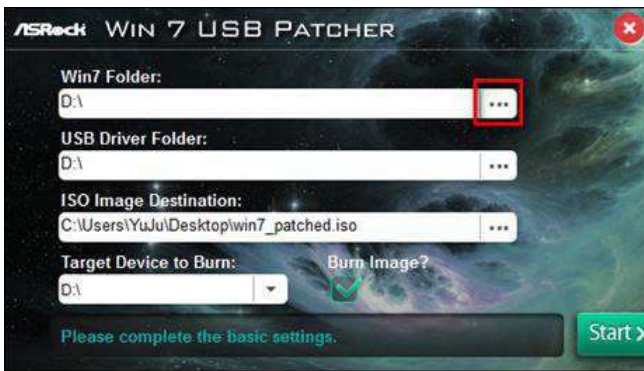 ASRock WIN 7 USB PATCHER
Win7 Folder:
D:\
...
USB Driver Folder:
D:\
...
ISO Image Destination:
C:\Users\YuJu\Desktop\win7_patched.iso
...
Target Device to Burn: Burn Image?
D:\
Please complete the basic settings.
Start >